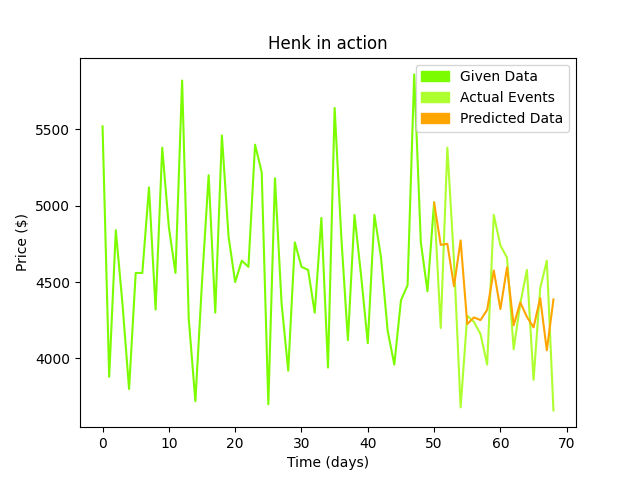 Henk in action
Given Data
Actual Events
Predicted Data
Price ($)
5500
5000
4500
4000
0 10 20 30 40 50 60 70
Time (days)